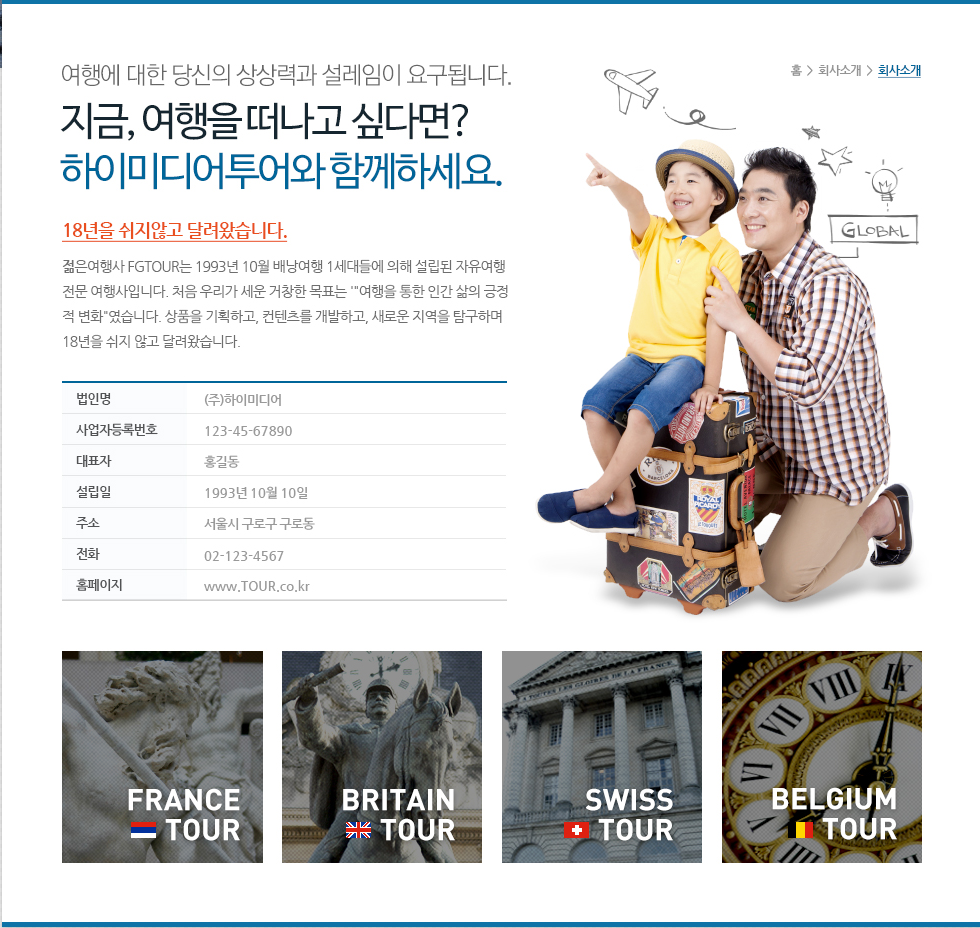 홈 > 회사소개 > 회사소개
여행에 대한 당신의 상상력과 설레임이 요구됩니다.
지금, 여행을 떠나고 싶다면?
하이미디어투어와 함께하세요.
18년을 쉬지않고 달려왔습니다.
젊은여행사 FGTOUR는 1993년 10월 배낭여행 1세대들에 의해 설립된 자유여행
전문 여행사입니다. 처음 우리가 세운 거창한 목표는 '"여행을 통한 인간 삶의 긍정
적 변화"였습니다. 상품을 기획하고, 컨텐츠를 개발하고, 새로운 지역을 탐구하며
18년을 쉬지 않고 달려왔습니다.
법인명 (주)하이미디어
사업자등록번호 123-45-67890
대표자 홍길동
설립일 1993년 10월 10일
주소 서울시 구로구 구로동
전화 02-123-4567
홈페이지 www.TOUR.co.kr
GLOBAL
ROYAL
BARCELONA
FRANCE
TOUR
BRITAIN
TOUR
A TOUTES LES GLOIRES DE LA FRANCE
SWISS
TOUR
VI VII VIII IX
BELGIUM
TOUR